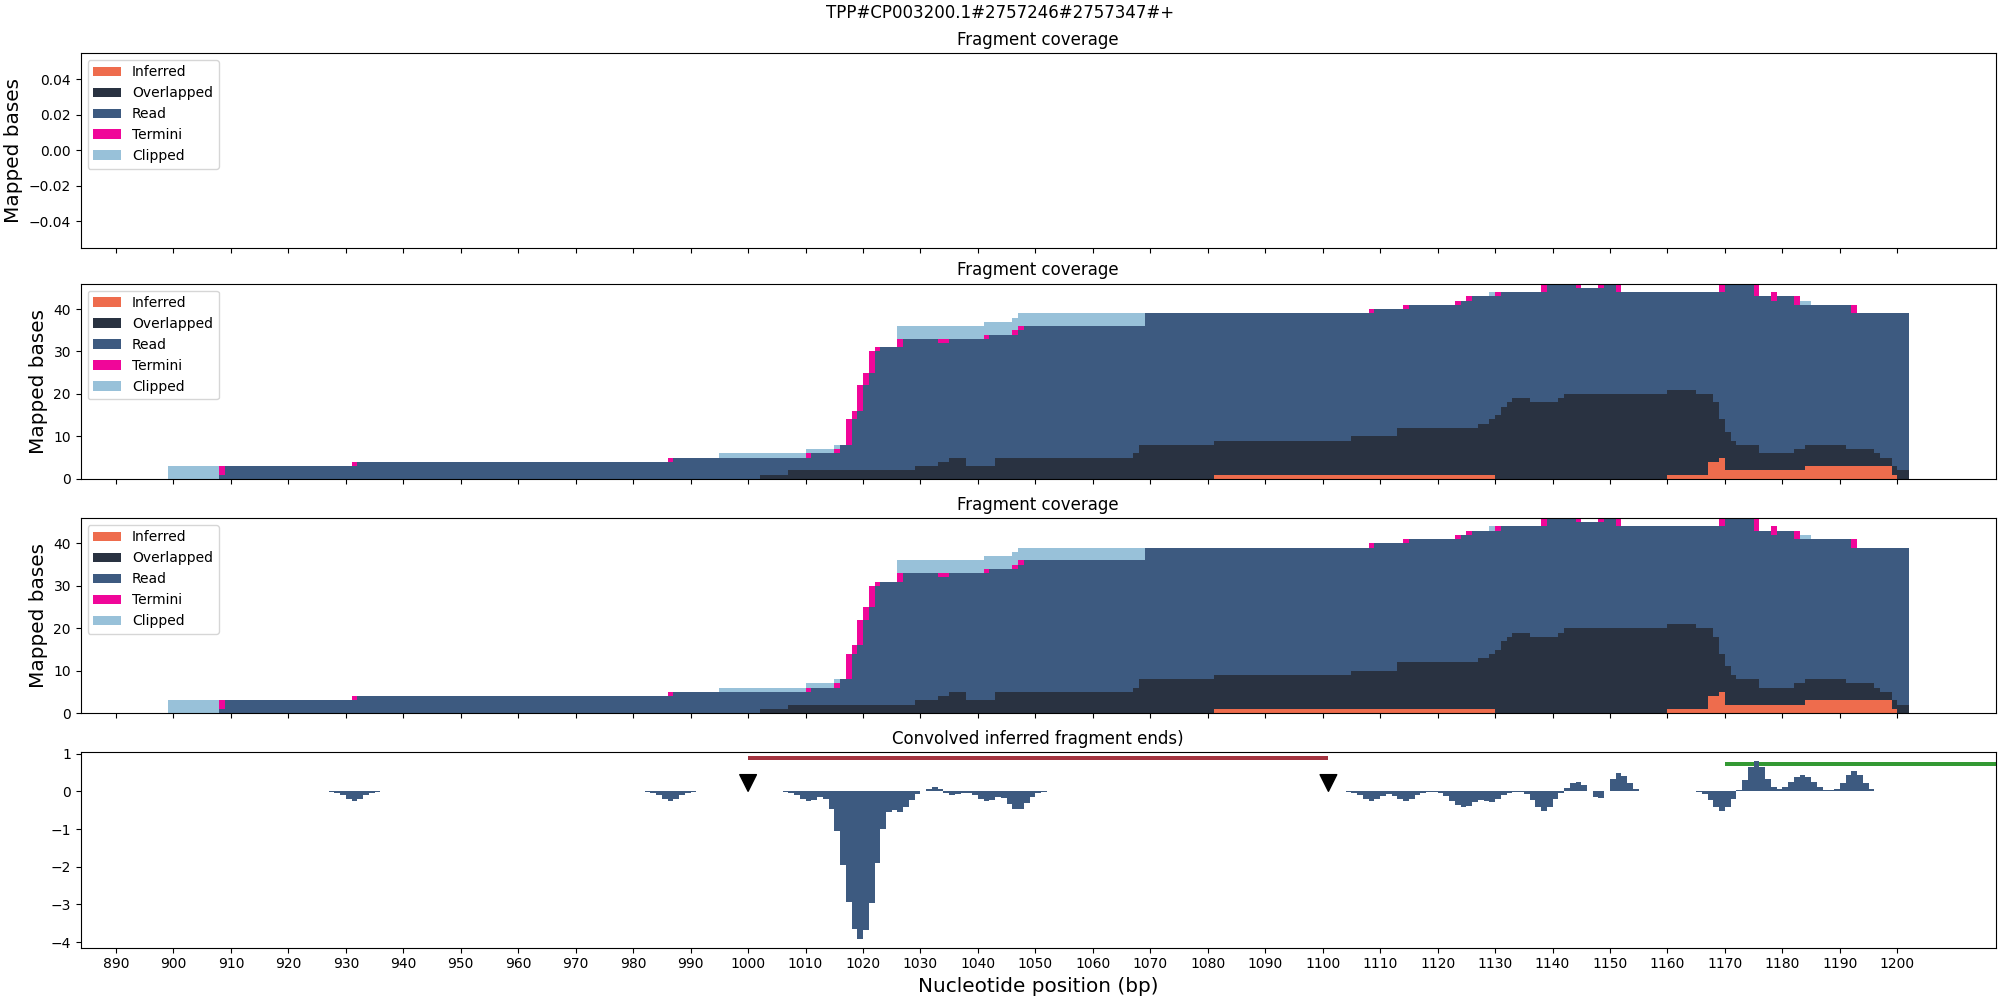 TPP#CP003200.1#2757246#2757347#+
Fragment coverage
Mapped bases
0.04
0.02
0.00
−0.02
−0.04
Inferred
Overlapped
Read
Termini
Clipped
Fragment coverage
Mapped bases
40
30
20
10
0
Inferred
Overlapped
Read
Termini
Clipped
Fragment coverage
Mapped bases
40
30
20
10
0
Inferred
Overlapped
Read
Termini
Clipped
Convolved inferred fragment ends)
1
0
−1
−2
−3
−4
890 900 910 920 930 940 950 960 970 980 990 1000 1010 1020 1030 1040 1050 1060 1070 1080 1090 1100 1110 1120 1130 1140 1150 1160 1170 1180 1190 1200
Nucleotide position (bp)